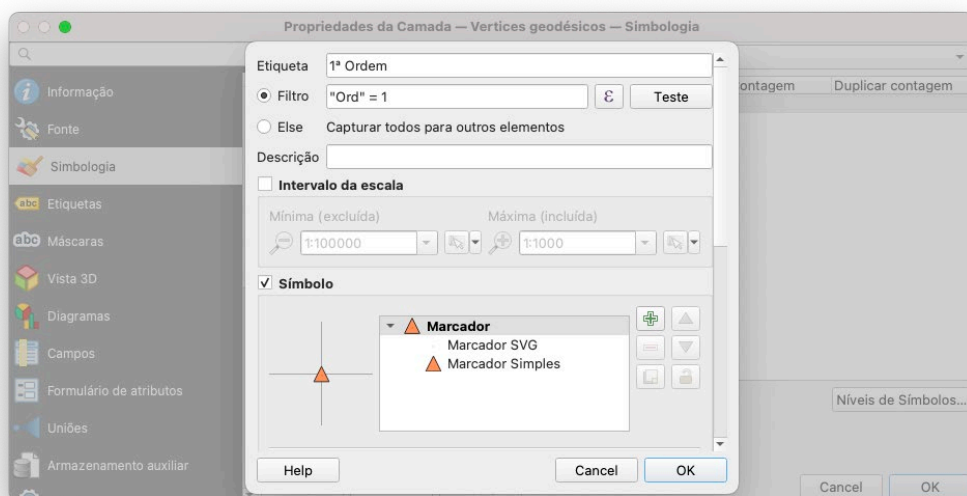 Propriedades da Camada — Vertices geodésicos — Simbologia
Etiqueta 1ª Ordem
Filtro "Ord" = 1 ε Teste
Else Capturar todos para outros elementos
Descrição
Intervalo da escala
Mínima (excluída) Máxima (incluída)
1:100000 1:1000
Símbolo
Marcador
Marcador SVG
Marcador Simples
Help Cancel OK
Informação
Fonte
Simbologia
abc Etiquetas
abc Máscaras
Vista 3D
Diagramas
Campos
Formulário de atributos
Uniões
Armazenamento auxiliar
ontagem Duplicar contagem
Níveis de Símbolos...
Cancel OK